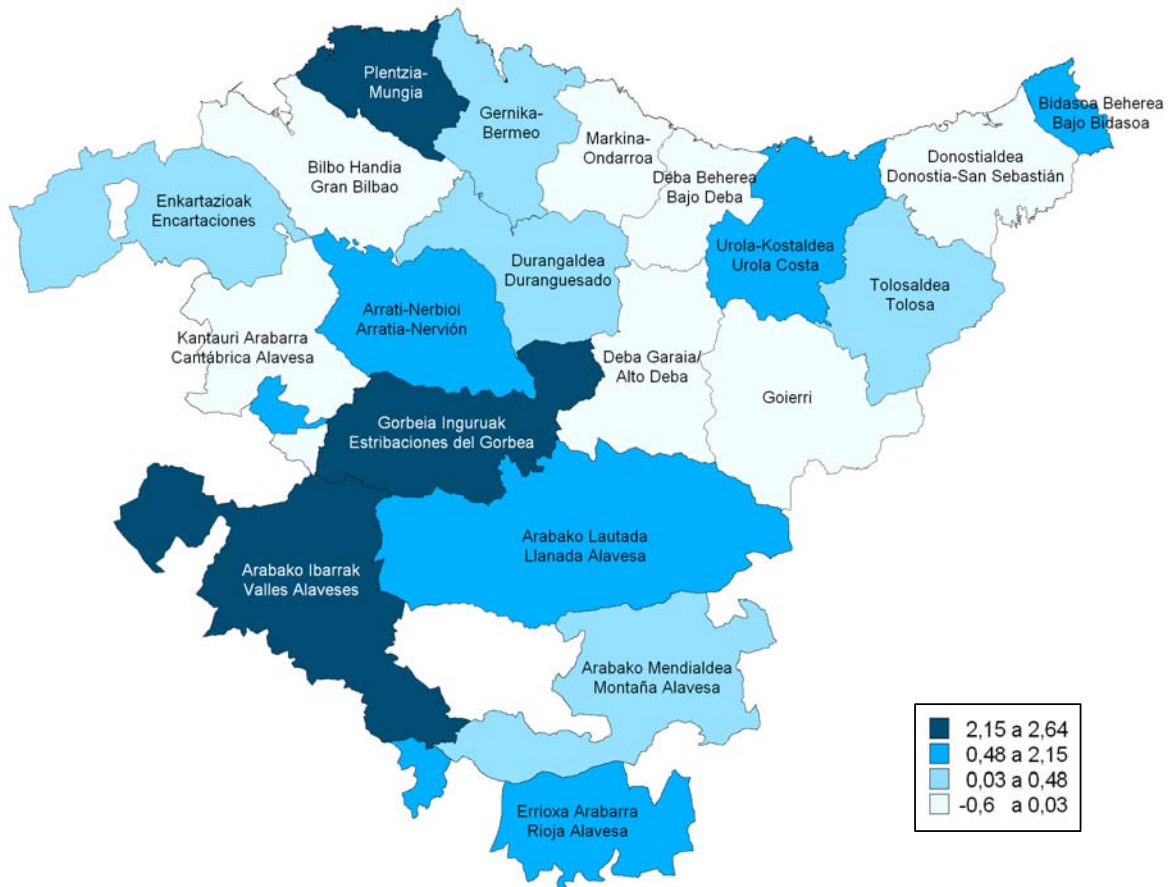 Plentzia-
Mungia
Gernika-
Bermeo
Markina-
Ondarroa
Bidasoa Beherea
Bajo Bidasoa
Bilbo Handia
Gran Bilbao
Deba Beherea
Bajo Deba
Donostialdea
Donostia-San Sebastián
Enkartazioak
Encartaciones
Urola-Kostaldea
Urola Costa
Durangaldea
Duranguesado
Tolosaldea
Tolosa
Arrati-Nerbioi
Arratia-Nervión
Kantauri Arabarra
Cantábrica Alavesa
Deba Garaia/
Alto Deba
Goierri
Gorbeia Inguruak
Estribaciones del Gorbea
Arabako Lautada
Llanada Alavesa
Arabako Ibarrak
Valles Alaveses
Arabako Mendialdea
Montaña Alavesa
Errioxa Arabarra
Rioja Alavesa
2,15 a 2,64
0,48 a 2,15
0,03 a 0,48
-0,6 a 0,03